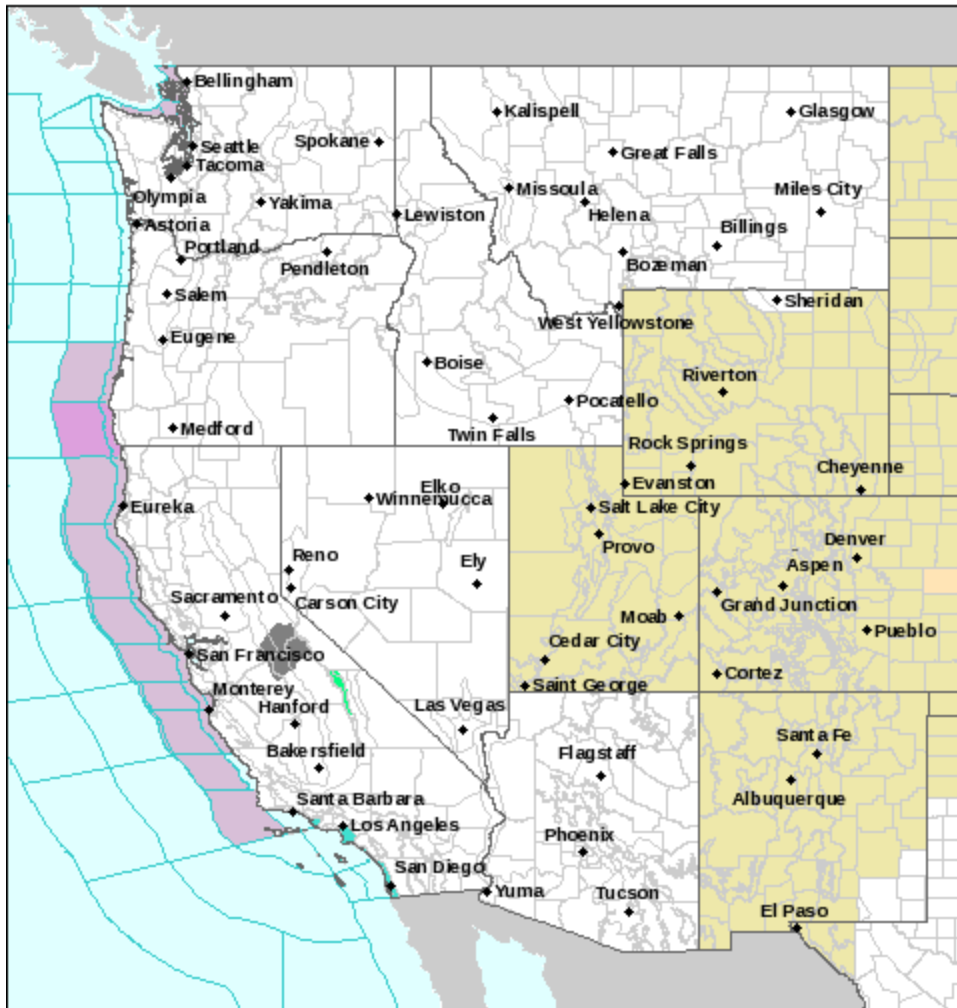 Bellingham
Kalispell
Glasgow
Seattle
Spokane
Great Falls
Tacoma
Missoula
Miles City
Olympia
Yakima
Lewiston
Helena
Astoria
Billings
Portland
Pendleton
Bozeman
Salem
Sheridan
West Yellowstone
Eugene
Boise
Riverton
Pocatello
Medford
Twin Falls
Rock Springs
Cheyenne
Elko
Evanston
Winnemucca
Eureka
Salt Lake City
Denver
Provo
Reno
Ely
Aspen
Sacramento
Carson City
Grand Junction
Moab
Pueblo
Cedar City
San Francisco
Cortez
Saint George
Monterey
Hanford
Las Vegas
Santa Fe
Bakersfield
Flagstaff
Santa Barbara
Albuquerque
Los Angeles
Phoenix
San Diego
Yuma
Tucson
El Paso